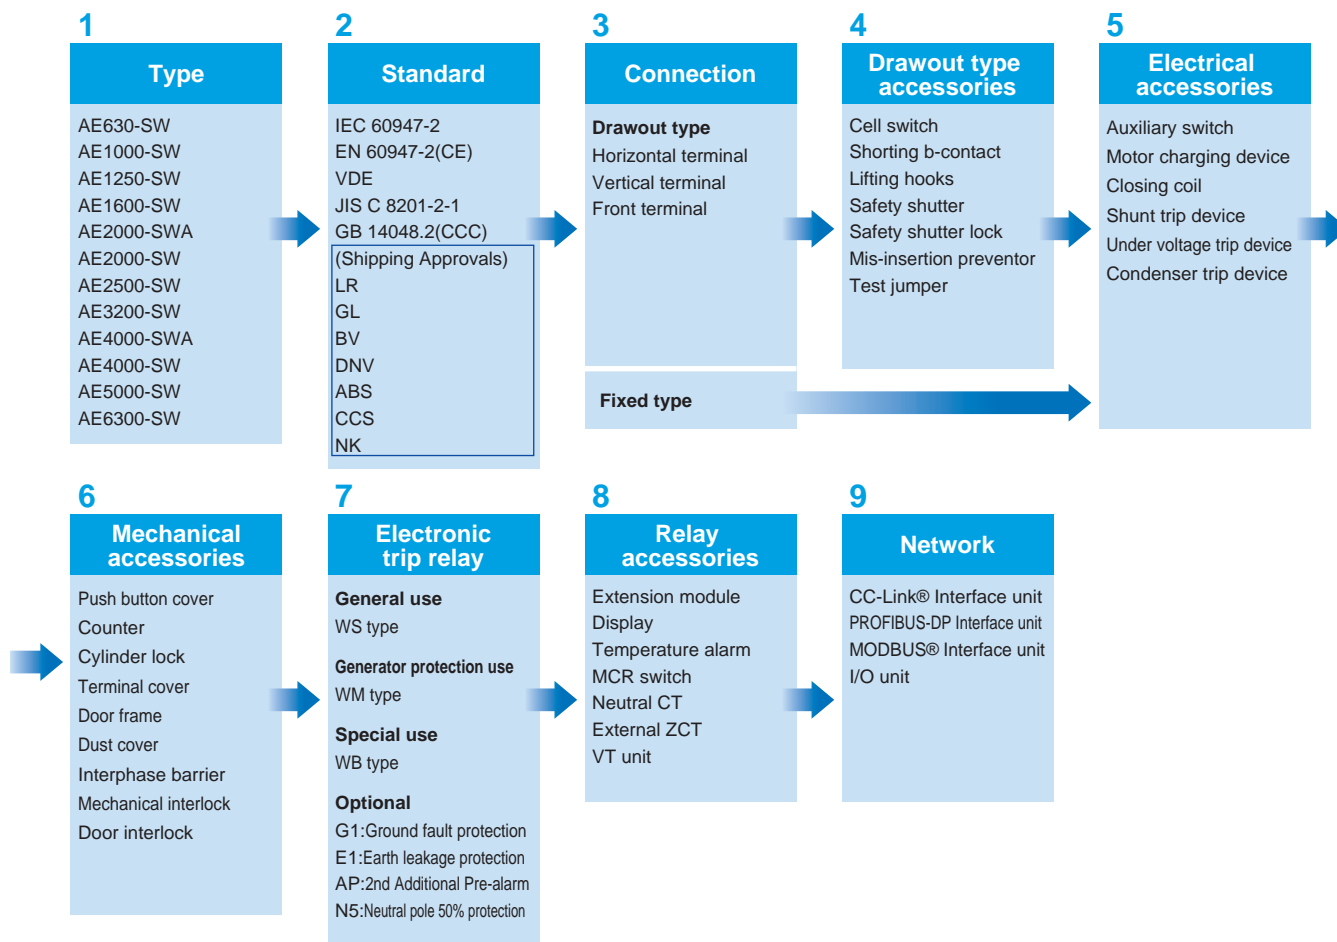 1
Type
AE630-SW
AE1000-SW
AE1250-SW
AE1600-SW
AE2000-SWA
AE2000-SW
AE2500-SW
AE3200-SW
AE4000-SWA
AE4000-SW
AE5000-SW
AE6300-SW
2
Standard
IEC 60947-2
EN 60947-2(CE)
VDE
JIS C 8201-2-1
GB 14048.2(CCC)
(Shipping Approvals)
LR
GL
BV
DNV
ABS
CCS
NK
3
Connection
Drawout type
Horizontal terminal
Vertical terminal
Front terminal
Fixed type
4
Drawout type
accessories
Cell switch
Shorting b-contact
Lifting hooks
Safety shutter
Safety shutter lock
Mis-insertion preventor
Test jumper
5
Electrical
accessories
Auxiliary switch
Motor charging device
Closing coil
Shunt trip device
Under voltage trip device
Condenser trip device
6
Mechanical
accessories
Push button cover
Counter
Cylinder lock
Terminal cover
Door frame
Dust cover
Interphase barrier
Mechanical interlock
Door interlock
7
Electronic
trip relay
General use
WS type
Generator protection use
WM type
Special use
WB type
Optional
G1:Ground fault protection
E1:Earth leakage protection
AP:2nd Additional Pre-alarm
N5:Neutral pole 50% protection
8
Relay
accessories
Extension module
Display
Temperature alarm
MCR switch
Neutral CT
External ZCT
VT unit
9
Network
CC-Link® Interface unit
PROFIBUS-DP Interface unit
MODBUS® Interface unit
I/O unit